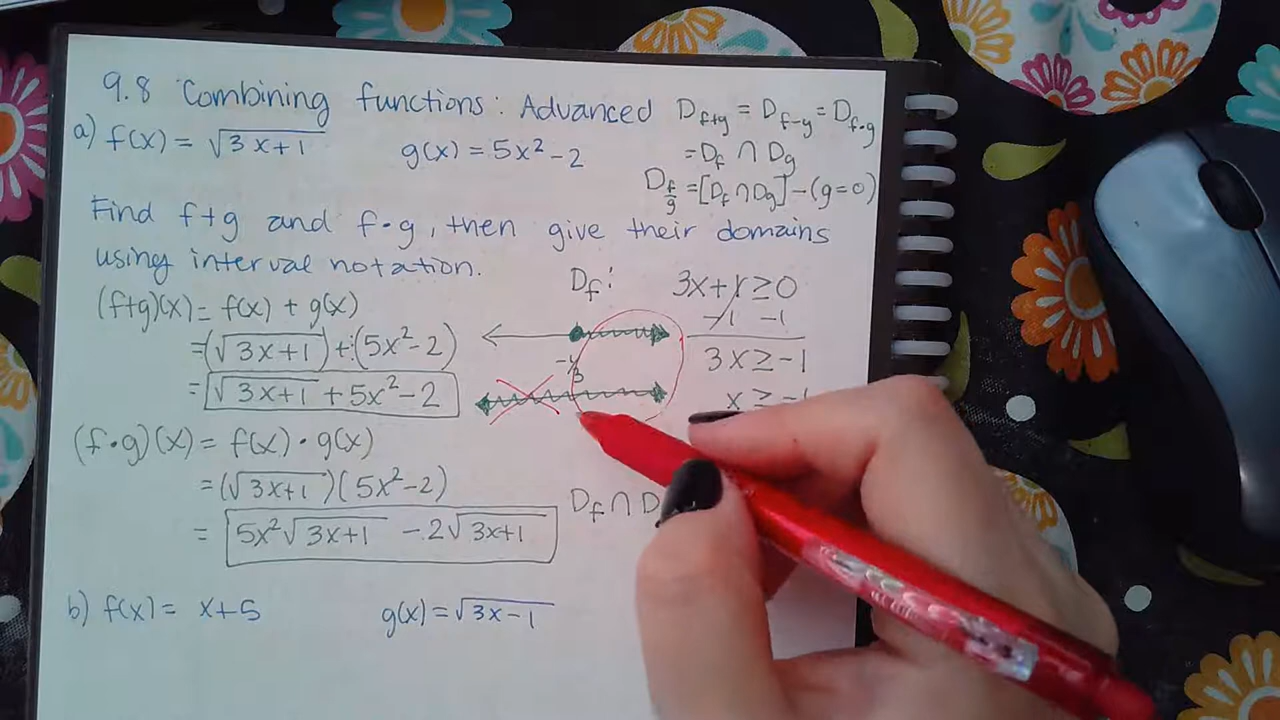 9.8 Combining functions: Advanced
D_{f+g} = D_{f-g} = D_{f•g}
= D_f ∩ D_g
D_{f/g} = [D_f ∩ D_g] - (g=0)
a) f(x) = √(3x+1) g(x) = 5x² - 2
Find f+g and f•g, then give their domains
using interval notation.
(f+g)(x) = f(x) + g(x)
= (√(3x+1)) + (5x² - 2)
= √(3x+1) + 5x² - 2
(f•g)(x) = f(x) • g(x)
= (√(3x+1))(5x² - 2)
= 5x²√(3x+1) - 2√(3x+1)
D_f: 3x+1 ≥ 0
-1 -1
3x ≥ -1
x ≥ -1
-1/3
D_f ∩ D
b) f(x) = x+5 g(x) = √(3x-1)